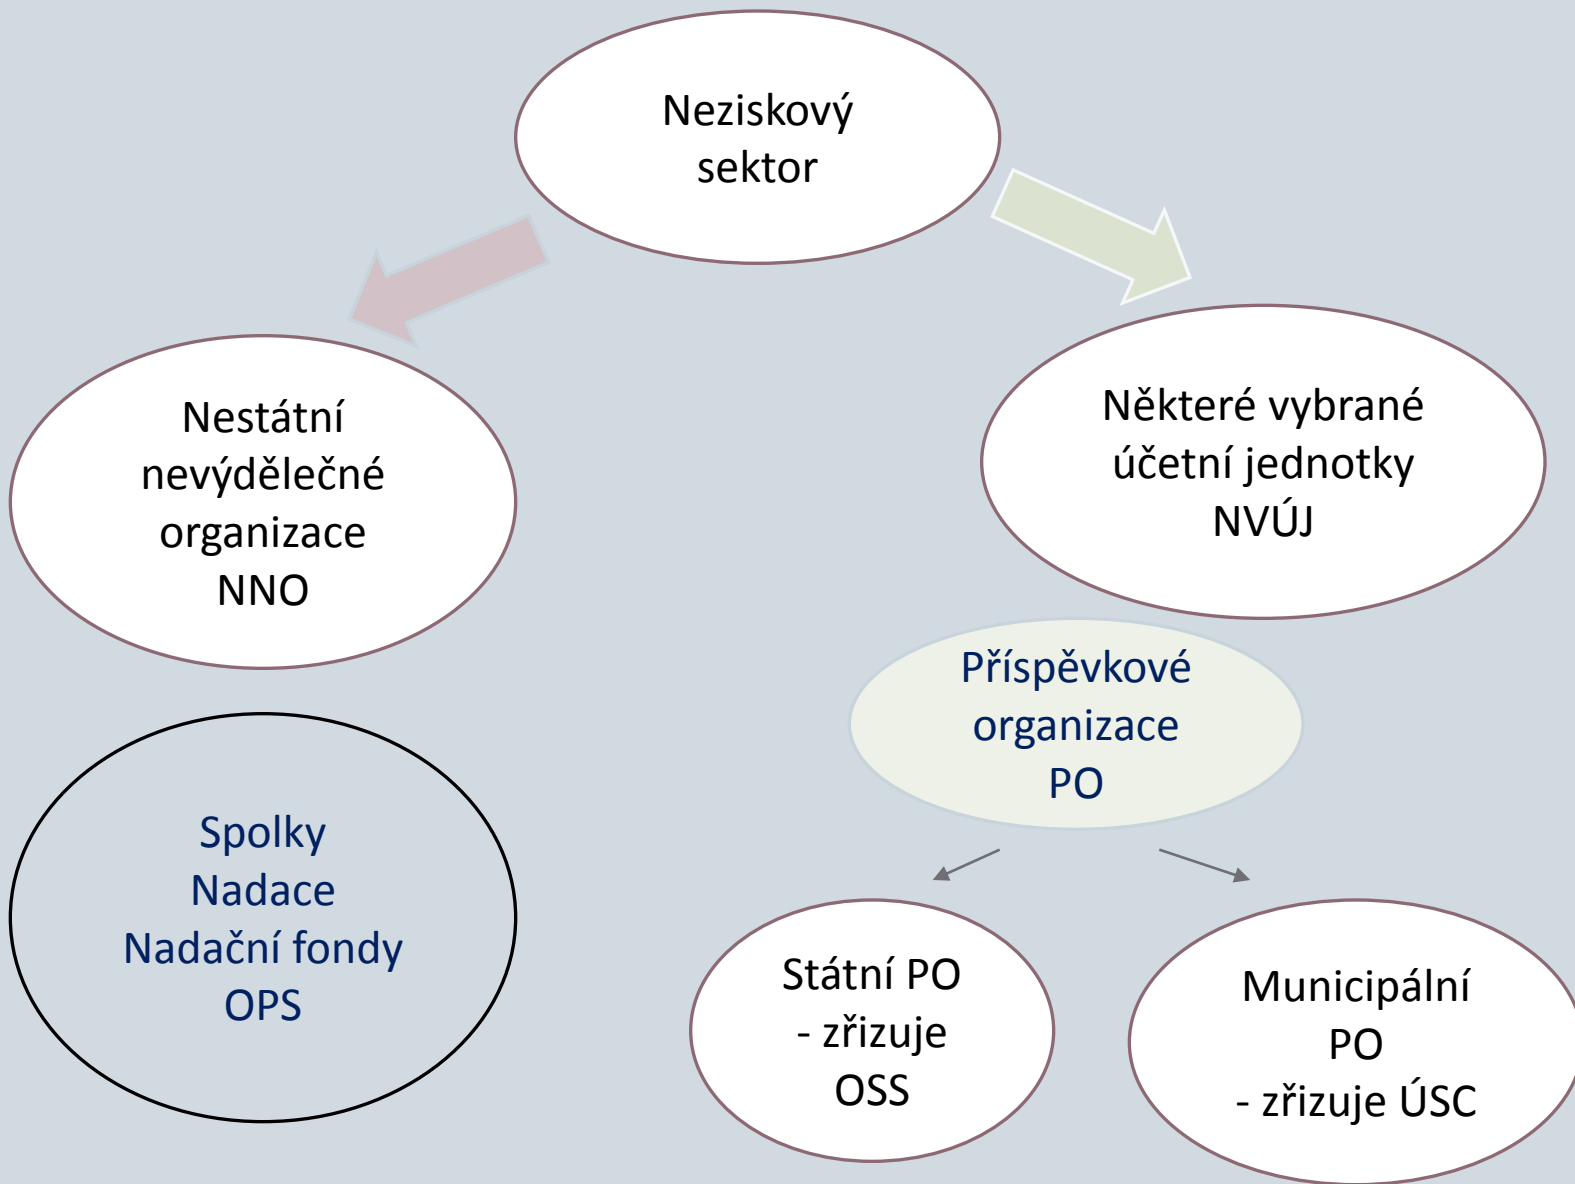 Neziskový
sektor
Nestátní
nevýdělečné
organizace
NNO
Některé vybrané
účetní jednotky
NVÚJ
Spolky
Nadace
Nadační fondy
OPS
Příspěvkové
organizace
PO
Státní PO
- zřizuje
OSS
Municipální
PO
- zřizuje ÚSC